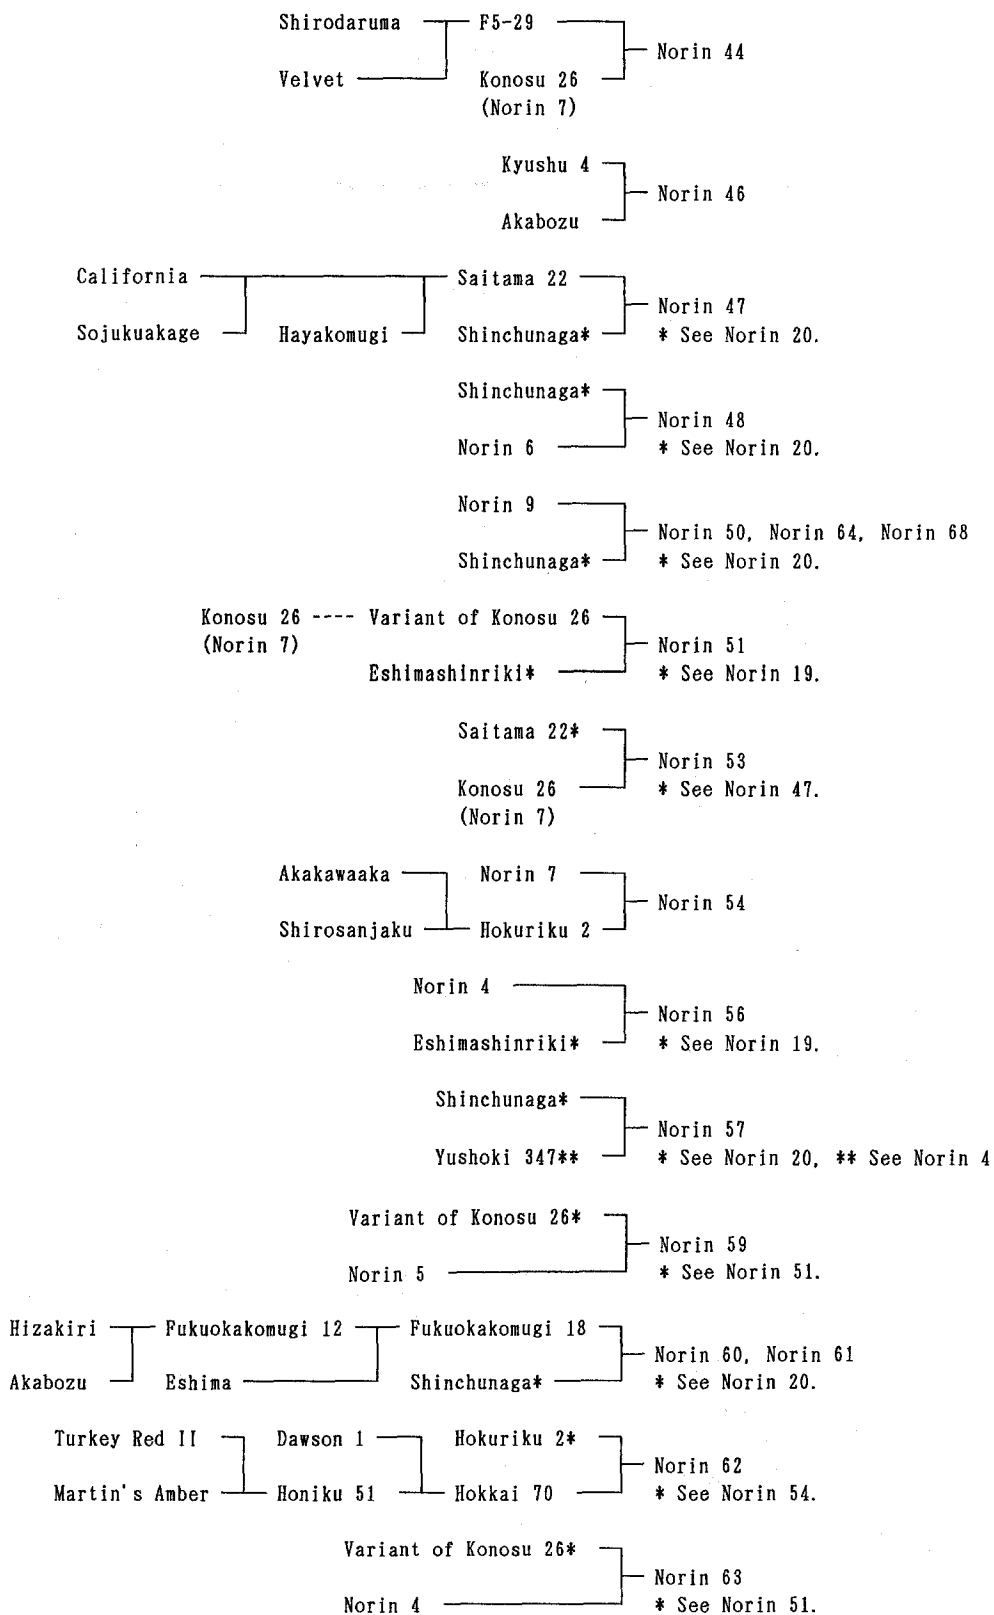 Shirodaruma F5-29
Norin 44
Velvet Konosu 26
(Norin 7)
Kyushu 4
Norin 46
Akabozu
California Saitama 22
Norin 47
Sojukuakage Hayakomugi Shinchunaga* * See Norin 20.
Shinchunaga*
Norin 48
Norin 6 * See Norin 20.
Norin 9
Norin 50, Norin 64, Norin 68
Shinchunaga* * See Norin 20.
Konosu 26 ---- Variant of Konosu 26
(Norin 7) Norin 51
Eshimashinriki* * See Norin 19.
Saitama 22*
Norin 53
Konosu 26 * See Norin 47.
(Norin 7)
Akakawaaka Norin 7
Norin 54
Shirosanjaku Hokuriku 2
Norin 4
Norin 56
Eshimashinriki* * See Norin 19.
Shinchunaga*
Norin 57
Yushoki 347** * See Norin 20, ** See Norin 4
Variant of Konosu 26*
Norin 59
Norin 5 * See Norin 51.
Hizakiri Fukuokakomugi 12 Fukuokakomugi 18
Norin 60, Norin 61
Akabozu Eshima Shinchunaga* * See Norin 20.
Turkey Red II Dawson 1 Hokuriku 2*
Norin 62
Martin's Amber Honiku 51 Hokkai 70 * See Norin 54.
Variant of Konosu 26*
Norin 63
Norin 4 * See Norin 51.